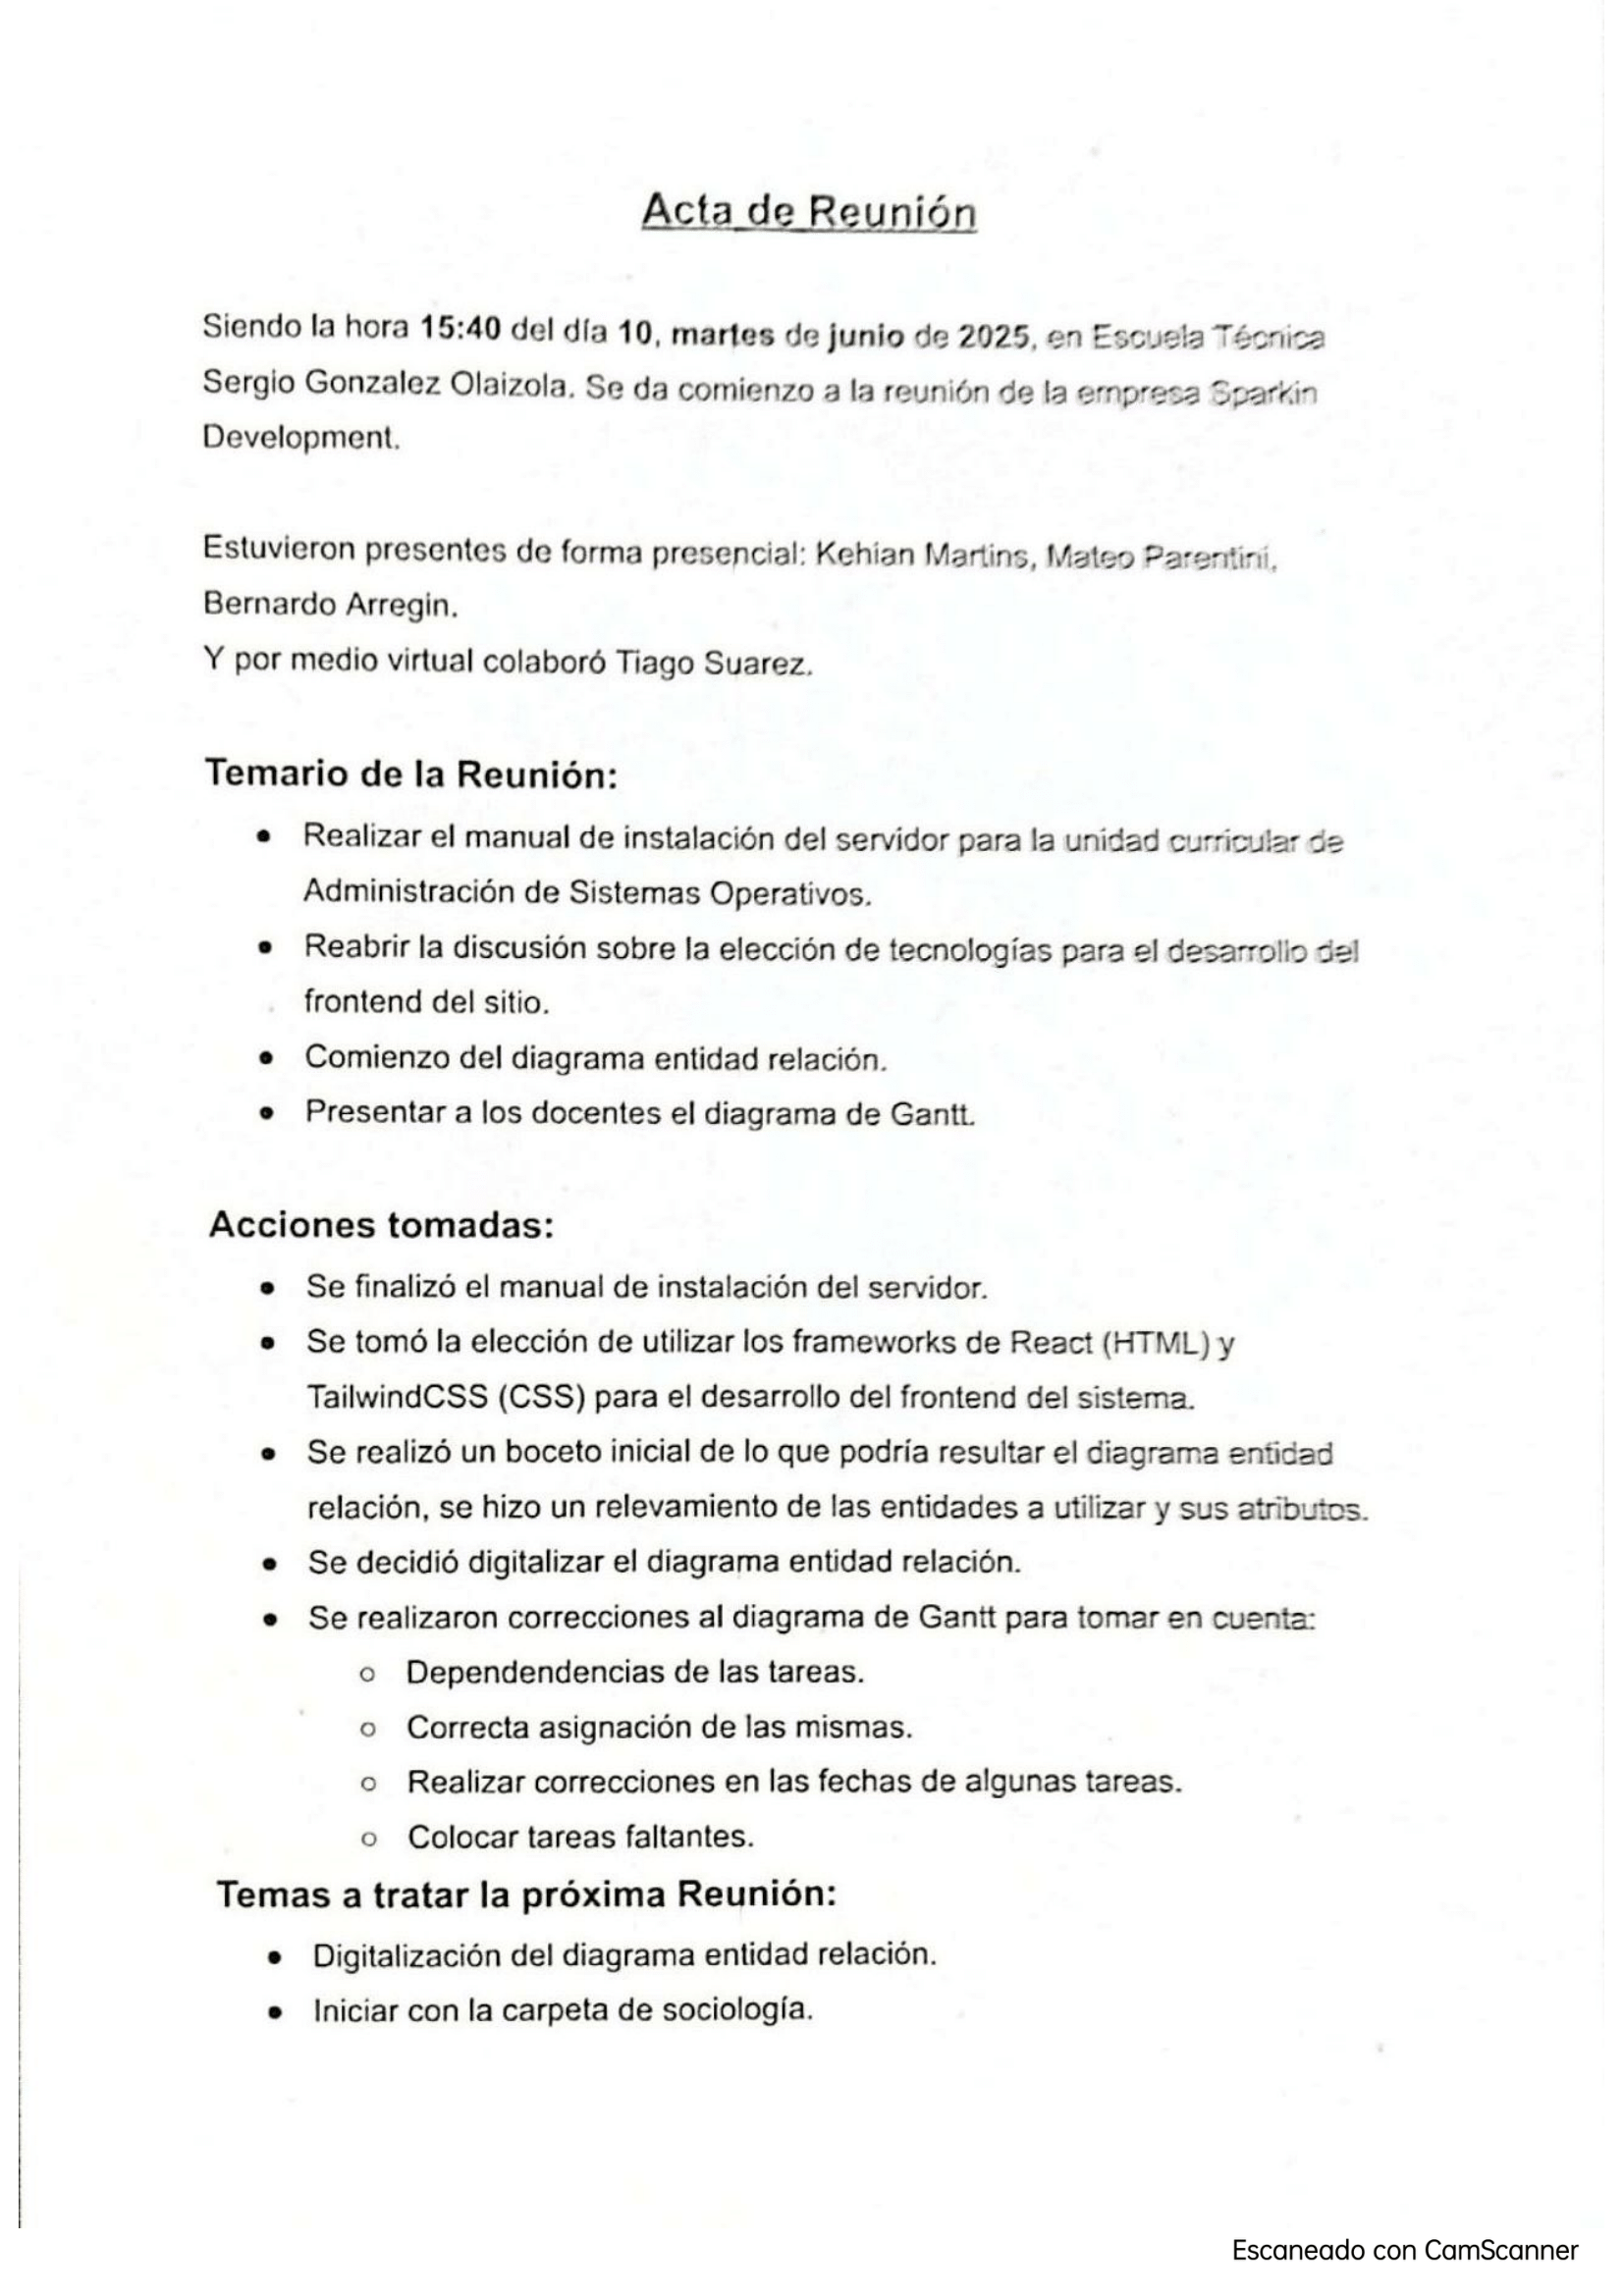 Acta de Reunión
Siendo la hora 15:40 del día 10, martes de junio de 2025, en Escuela Técnica
Sergio Gonzalez Olaizola. Se da comienzo a la reunión de la empresa Sparkin
Development.
Estuvieron presentes de forma presencial: Kehian Martins, Mateo Parentini,
Bernardo Arregin.
Y por medio virtual colaboró Tiago Suarez.
Temario de la Reunión:
● Realizar el manual de instalación del servidor para la unidad curricular de
Administración de Sistemas Operativos.
● Reabrir la discusión sobre la elección de tecnologías para el desarrollo del
frontend del sitio.
● Comienzo del diagrama entidad relación.
● Presentar a los docentes el diagrama de Gantt.
Acciones tomadas:
● Se finalizó el manual de instalación del servidor.
● Se tomó la elección de utilizar los frameworks de React (HTML) y
TailwindCSS (CSS) para el desarrollo del frontend del sistema.
● Se realizó un boceto inicial de lo que podría resultar el diagrama entidad
relación, se hizo un relevamiento de las entidades a utilizar y sus atributos.
● Se decidió digitalizar el diagrama entidad relación.
● Se realizaron correcciones al diagrama de Gantt para tomar en cuenta:
○ Dependendencias de las tareas.
○ Correcta asignación de las mismas.
○ Realizar correcciones en las fechas de algunas tareas.
○ Colocar tareas faltantes.
Temas a tratar la próxima Reunión:
● Digitalización del diagrama entidad relación.
● Iniciar con la carpeta de sociología.
Escaneado con CamScanner